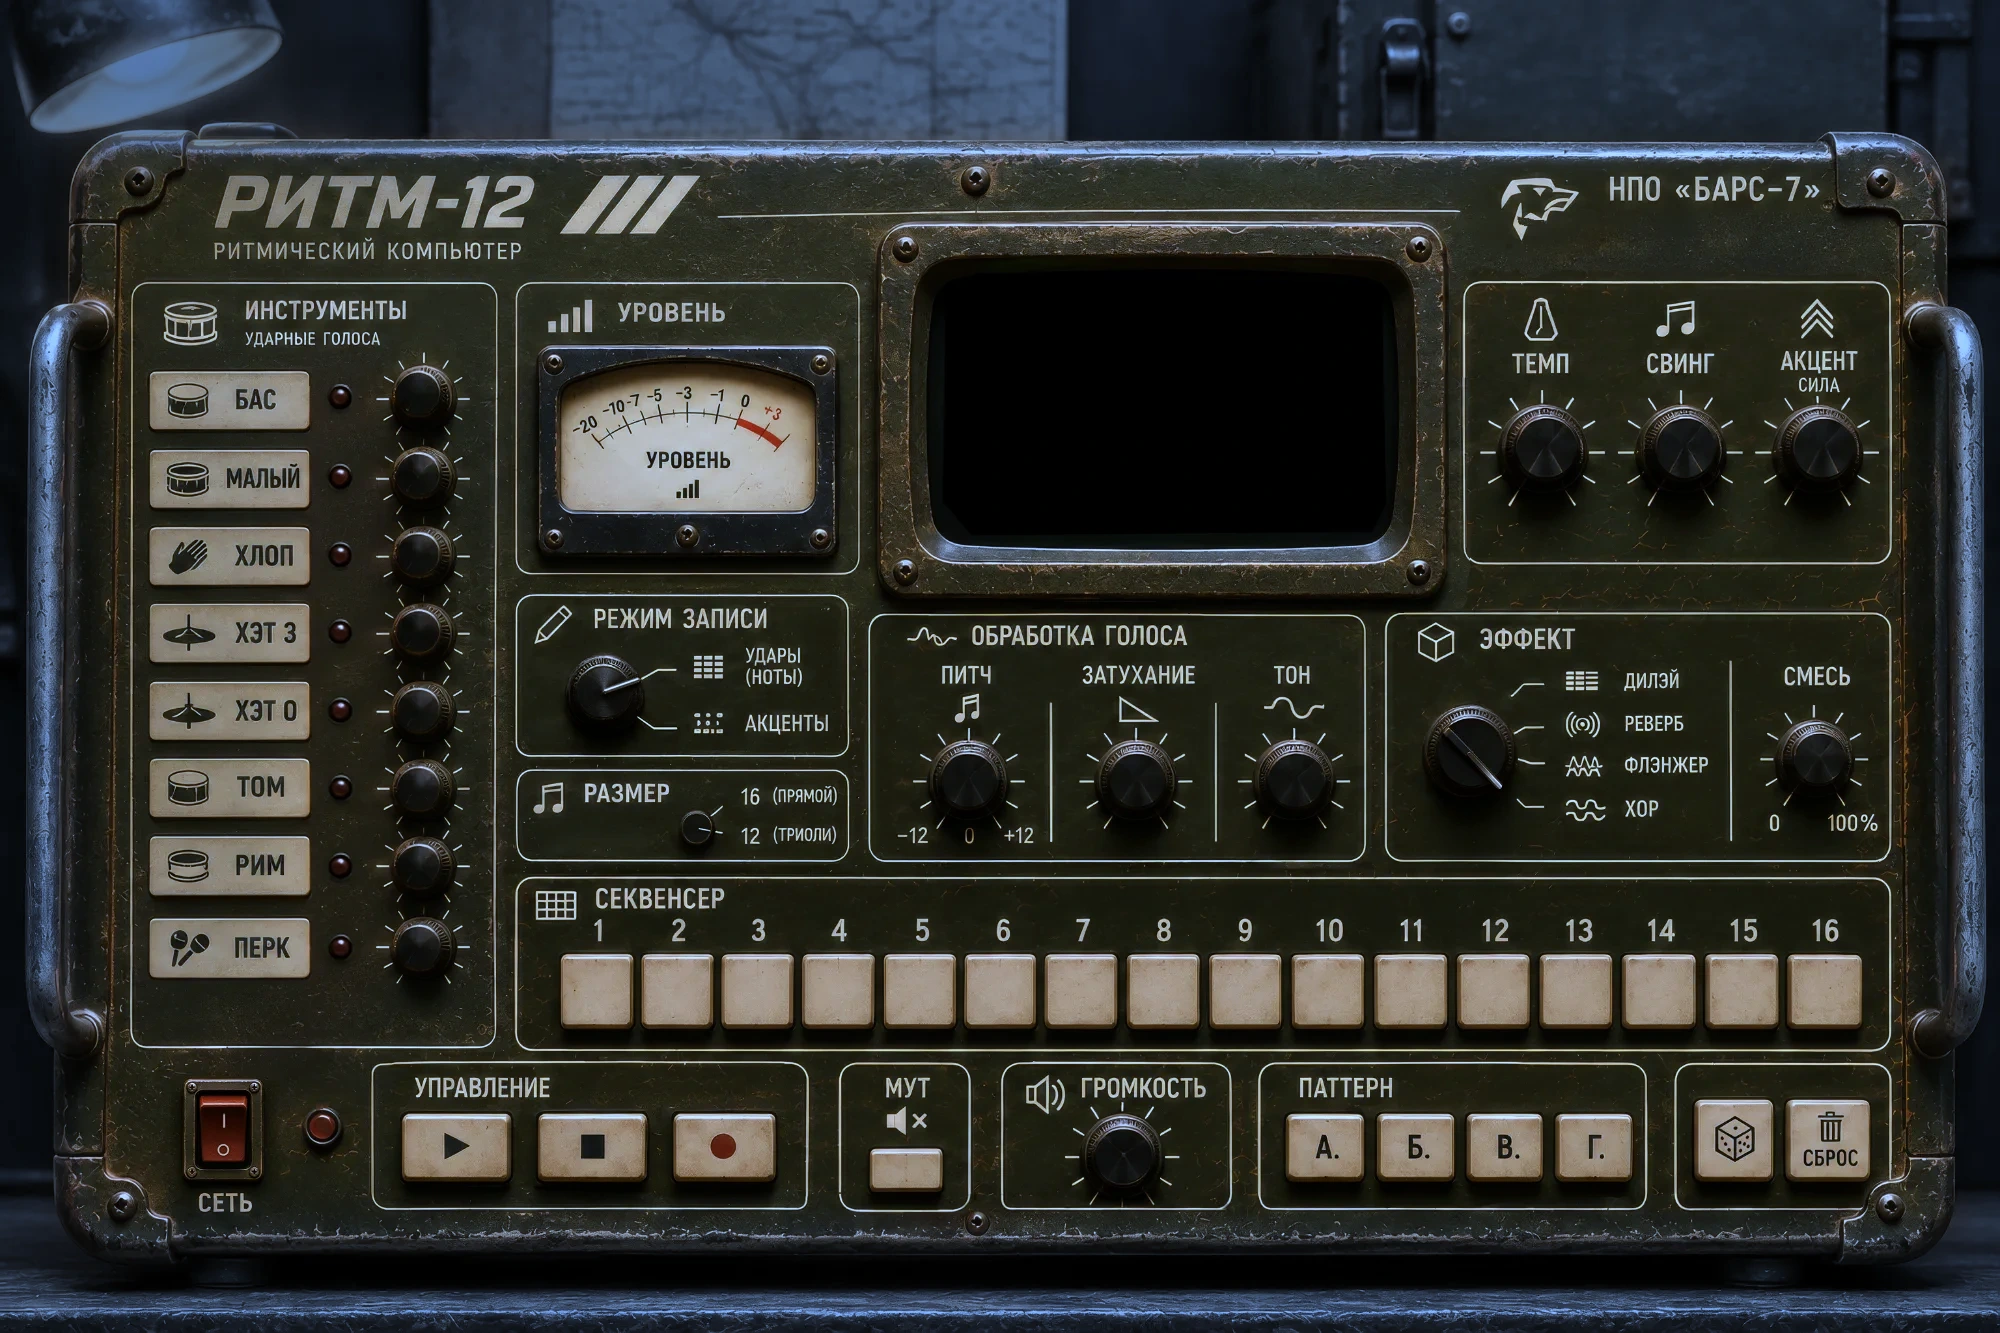 РИТМ-12
РИТМИЧЕСКИЙ КОМПЬЮТЕР
НПО «БАРС-7»
ИНСТРУМЕНТЫ
УДАРНЫЕ ГОЛОСА
БАС
МАЛЫЙ
ХЛОП
ХЭТ З
ХЭТ О
ТОМ
РИМ
ПЕРК
УРОВЕНЬ
-20 -10 -7 -5 -3 -1 0 +3
УРОВЕНЬ
ТЕМП
СВИНГ
АКЦЕНТ
СИЛА
РЕЖИМ ЗАПИСИ
УДАРЫ
(НОТЫ)
АКЦЕНТЫ
РАЗМЕР
16 (ПРЯМОЙ)
12 (ТРИОЛИ)
ОБРАБОТКА ГОЛОСА
ПИТЧ
-12 0 +12
ЗАТУХАНИЕ
ТОН
ЭФФЕКТ
ДИЛЭЙ
РЕВЕРБ
ФЛЭНЖЕР
ХОР
СМЕСЬ
0 100%
СЕКВЕНСЕР
1 2 3 4 5 6 7 8 9 10 11 12 13 14 15 16
I
O
СЕТЬ
УПРАВЛЕНИЕ
МУТ
ГРОМКОСТЬ
ПАТТЕРН
А. Б. В. Г.
СБРОС